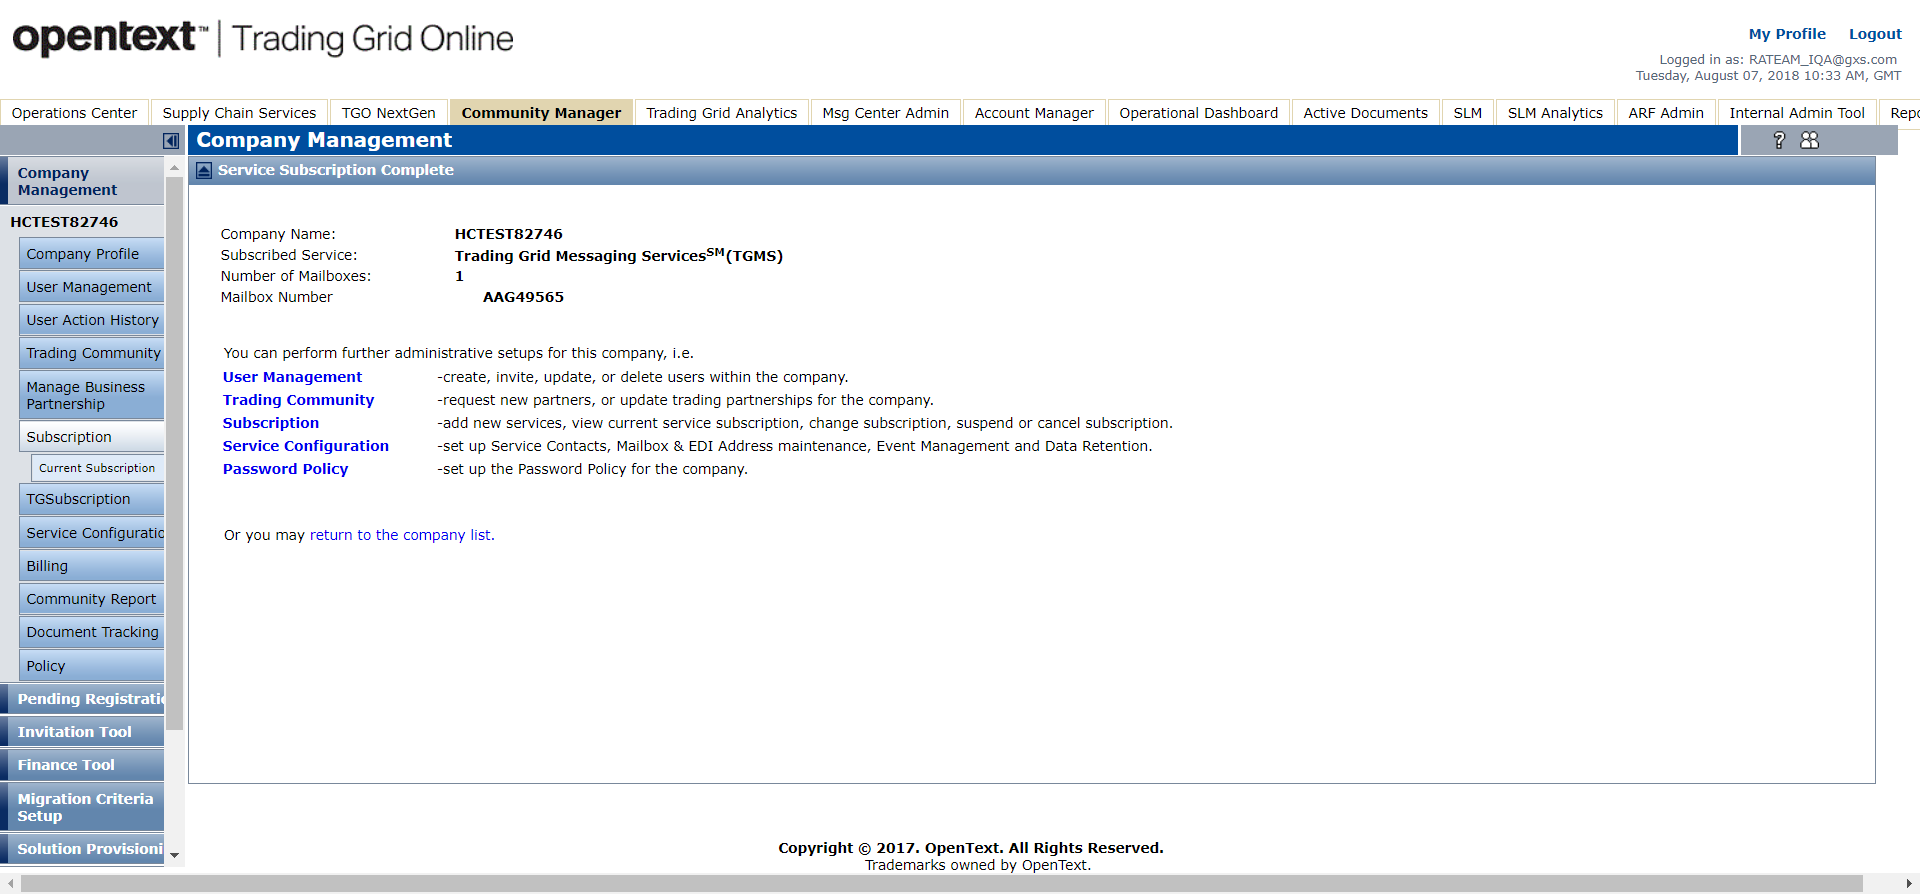 opentext™ | Trading Grid Online
My Profile Logout
Logged in as: RATEAM_IQA@gxs.com
Tuesday, August 07, 2018 10:33 AM, GMT
Operations Center Supply Chain Services TGO NextGen Community Manager Trading Grid Analytics Msg Center Admin Account Manager Operational Dashboard Active Documents SLM SLM Analytics ARF Admin Internal Admin Tool Repo
Company Management
?
Company
Management
HCTEST82746
Company Profile
User Management
User Action History
Trading Community
Manage Business
Partnership
Subscription
Current Subscription
TGSubscription
Service Configuratio
Billing
Community Report
Document Tracking
Policy
Pending Registratio
Invitation Tool
Finance Tool
Migration Criteria
Setup
Solution Provisioni
Service Subscription Complete
Company Name: HCTEST82746
Subscribed Service: Trading Grid Messaging ServicesSM(TGMS)
Number of Mailboxes: 1
Mailbox Number AAG49565
You can perform further administrative setups for this company, i.e.
User Management -create, invite, update, or delete users within the company.
Trading Community -request new partners, or update trading partnerships for the company.
Subscription -add new services, view current service subscription, change subscription, suspend or cancel subscription.
Service Configuration -set up Service Contacts, Mailbox & EDI Address maintenance, Event Management and Data Retention.
Password Policy -set up the Password Policy for the company.
Or you may return to the company list.
Copyright © 2017. OpenText. All Rights Reserved.
Trademarks owned by OpenText.